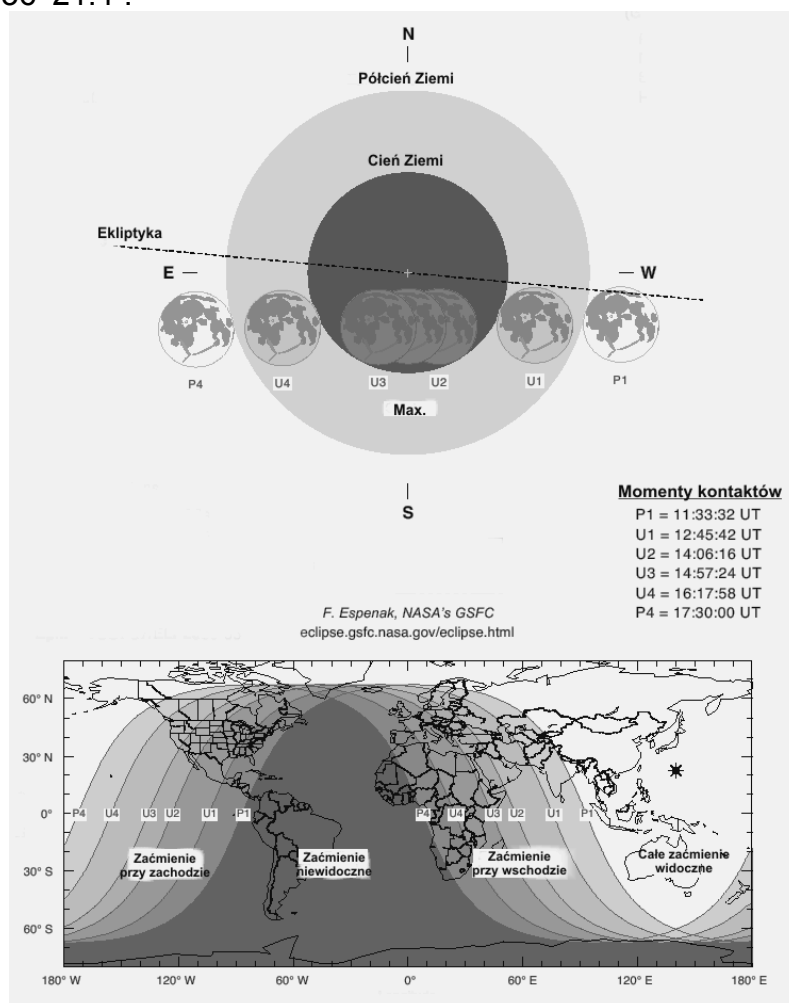 N
Półcień Ziemi
Cień Ziemi
Ekliptyka
E
W
P4
U4
U3
U2
U1
P1
Max.
S
Momenty kontaktów
P1 = 11:33:32 UT
U1 = 12:45:42 UT
U2 = 14:06:16 UT
U3 = 14:57:24 UT
U4 = 16:17:58 UT
P4 = 17:30:00 UT
F. Espenak, NASA's GSFC
eclipse.gsfc.nasa.gov/eclipse.html
60° N
30° N
0°
30° S
60° S
P4 U4 U3 U2 U1 P1 P4 U4 U3 U2 U1 P1
Zaćmienie
przy zachodzie
Zaćmienie
niewidoczne
Zaćmienie
przy wschodzie
Całe zaćmienie
widoczne
180° W 120° W 60° W 0° 60° E 120° E 180° E